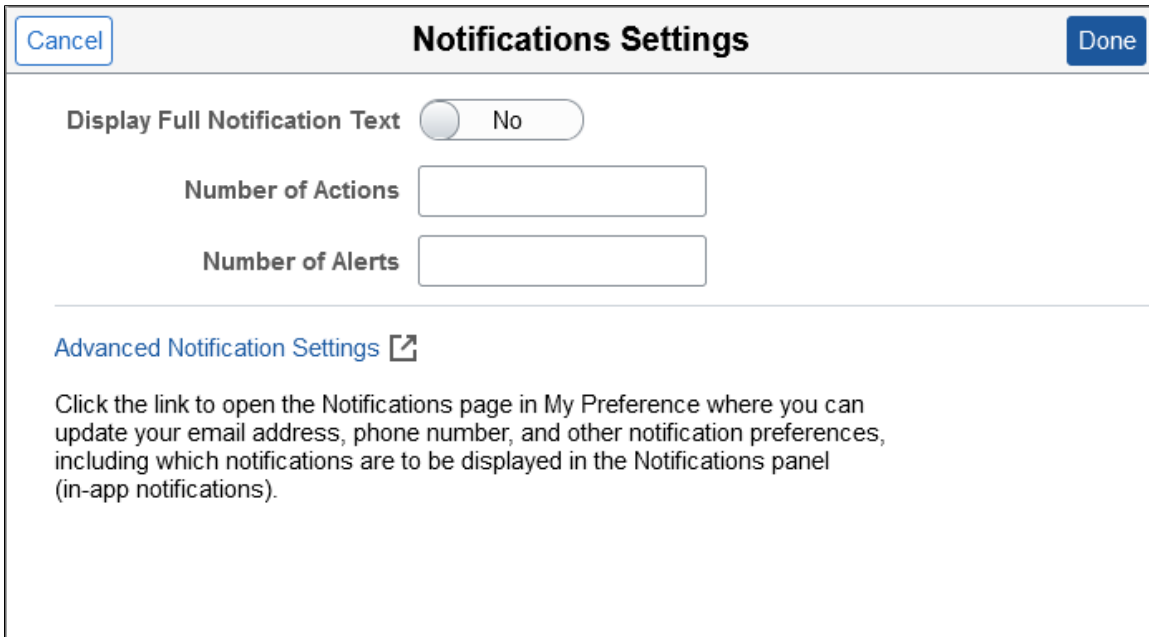 Cancel
Notifications Settings
Done
Display Full Notification Text
No
Number of Actions
Number of Alerts
Advanced Notification Settings
Click the link to open the Notifications page in My Preference where you can
update your email address, phone number, and other notification preferences,
including which notifications are to be displayed in the Notifications panel
(in-app notifications).